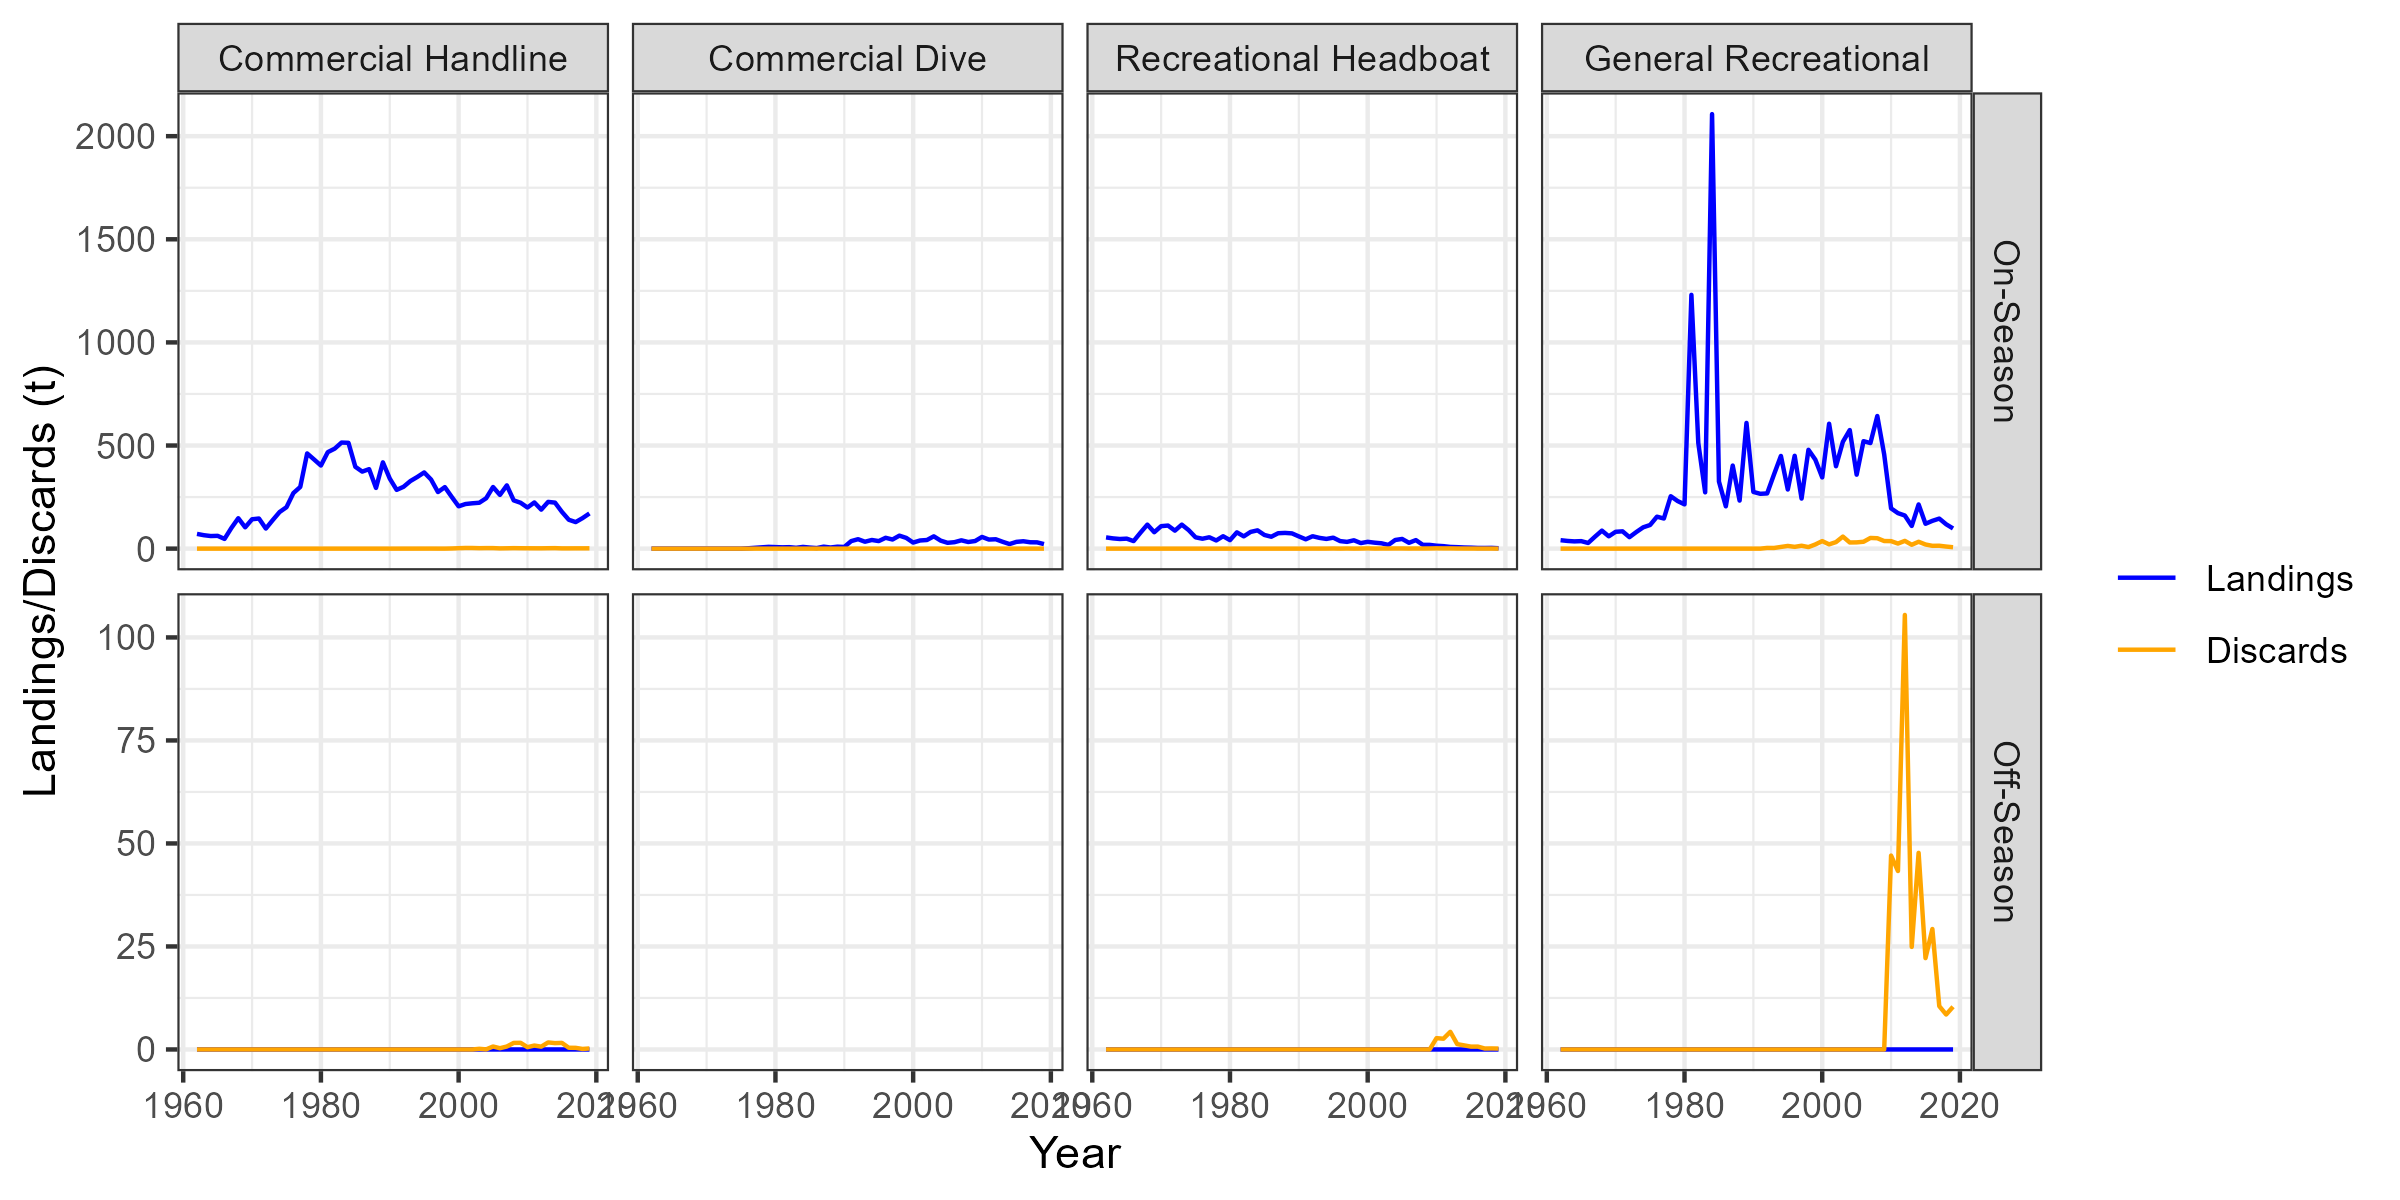 Commercial Handline
Commercial Dive
Recreational Headboat
General Recreational
2000
1500
1000
500
0
On-Season
Landings/Discards (t)
Landings
Discards
100
75
50
25
0
Off-Season
1960 1980 2000 2020
1960 1980 2000 2020
1960 1980 2000 2020
1960 1980 2000 2020
Year